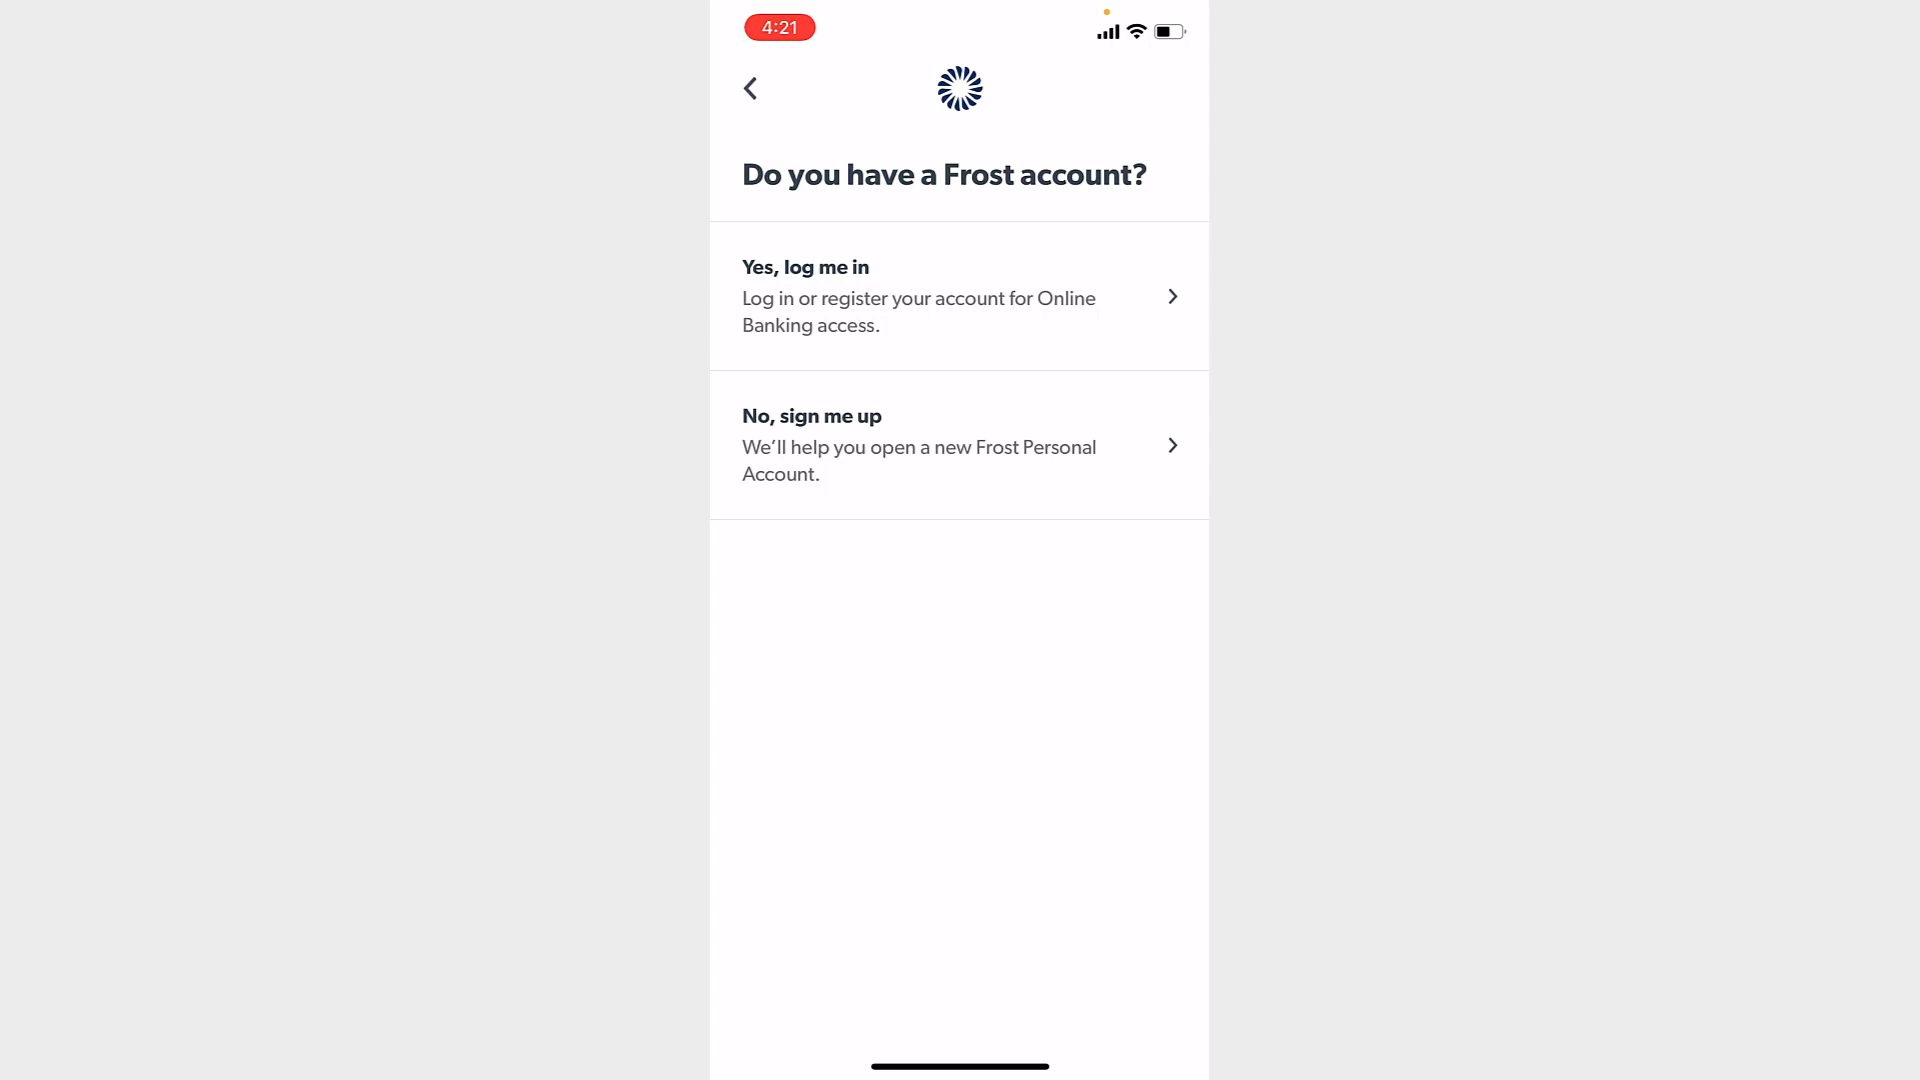 4:21
Do you have a Frost account?
Yes, log me in
Log in or register your account for Online
Banking access.
No, sign me up
We’ll help you open a new Frost Personal
Account.